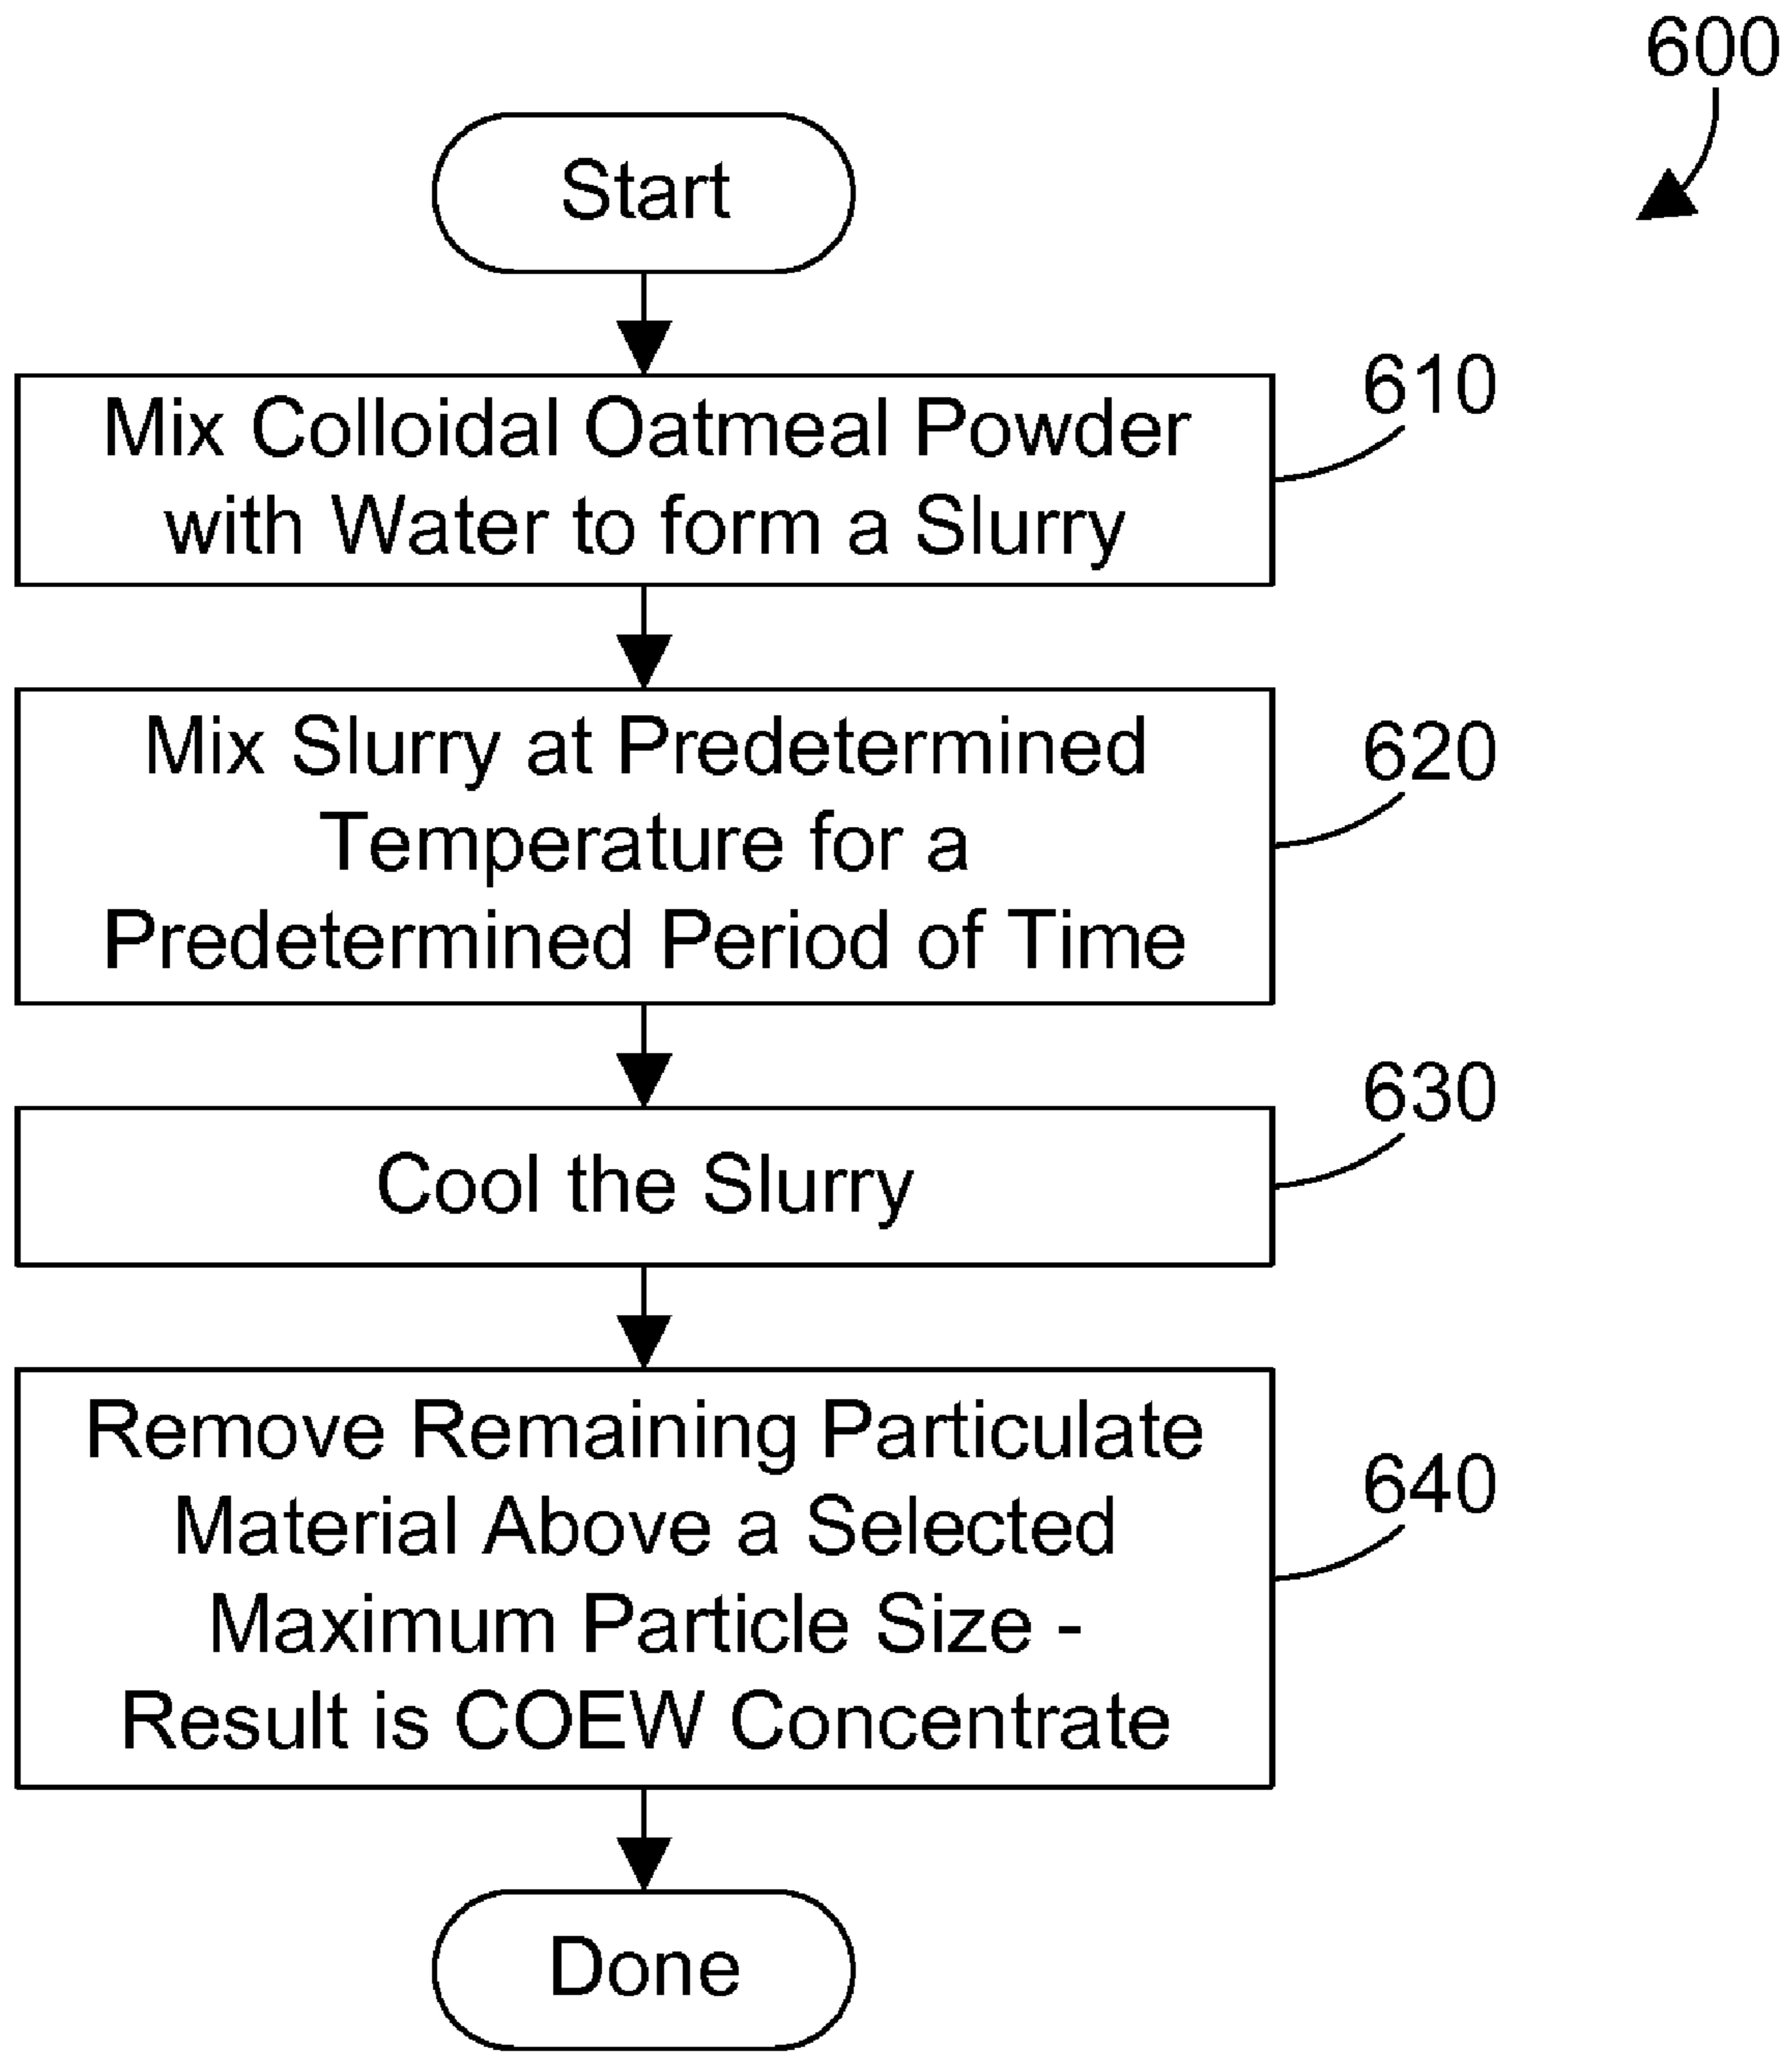 600
Start
610
Mix Colloidal Oatmeal Powder
with Water to form a Slurry
620
Mix Slurry at Predetermined
Temperature for a
Predetermined Period of Time
630
Cool the Slurry
640
Remove Remaining Particulate
Material Above a Selected
Maximum Particle Size -
Result is COEW Concentrate
Done